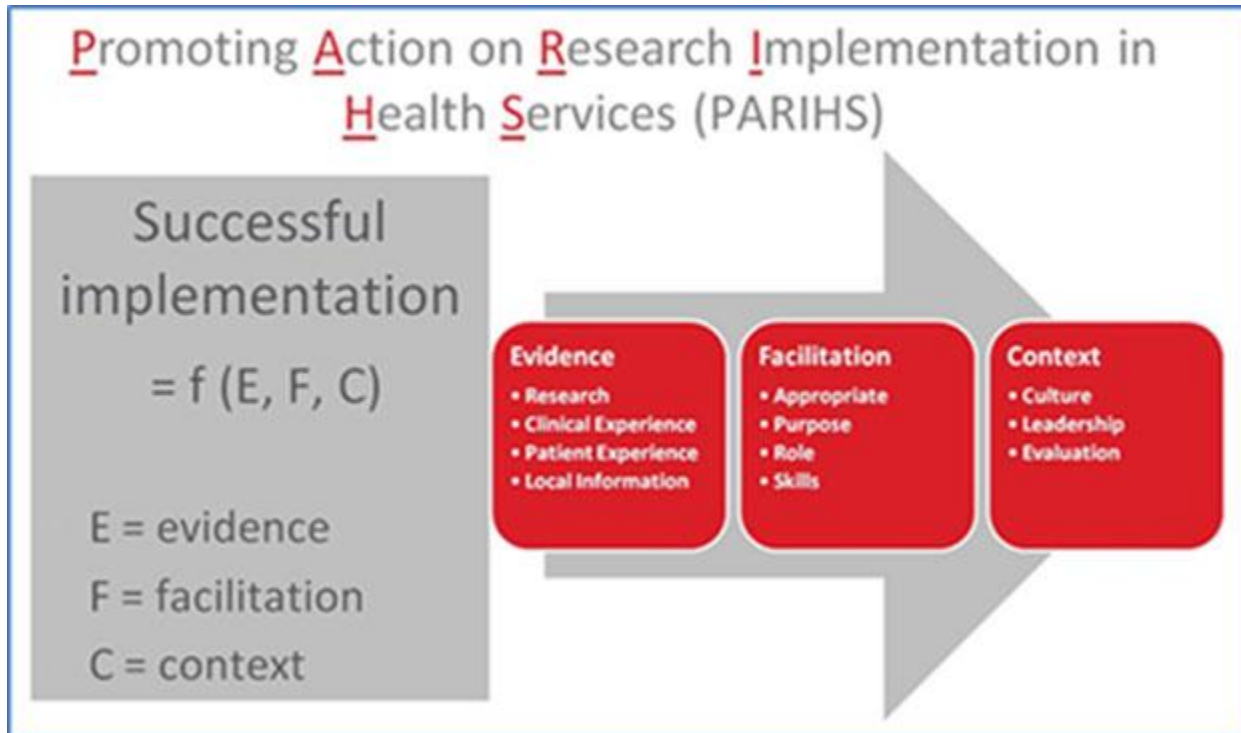 Promoting Action on Research Implementation in
Health Services (PARIHS)
Successful
implementation
= f (E, F, C)
E = evidence
F = facilitation
C = context
Evidence
• Research
• Clinical Experience
• Patient Experience
• Local Information
Facilitation
• Appropriate
• Purpose
• Role
• Skills
Context
• Culture
• Leadership
• Evaluation